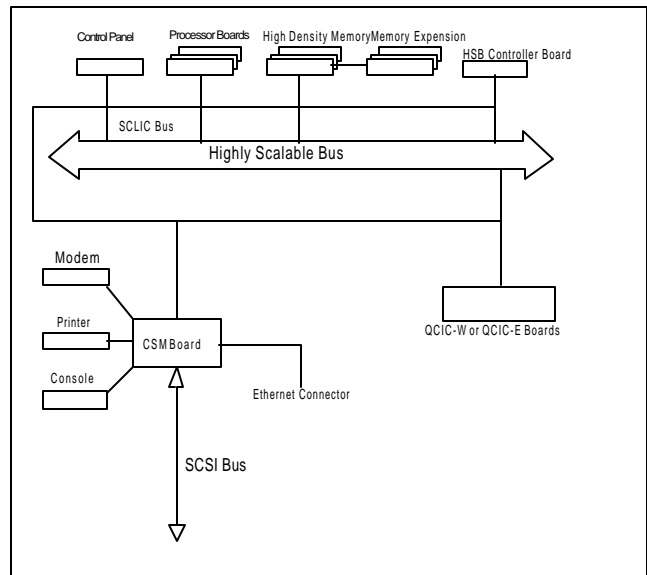 Control Panel
Processor Boards
High Density Memory
Memory Expension
HSB Controller Board
SCLIC Bus
Highly Scalable Bus
Modem
Printer
CSM Board
Console
QCIC-W or QCIC-E Boards
Ethernet Connector
SCSI Bus